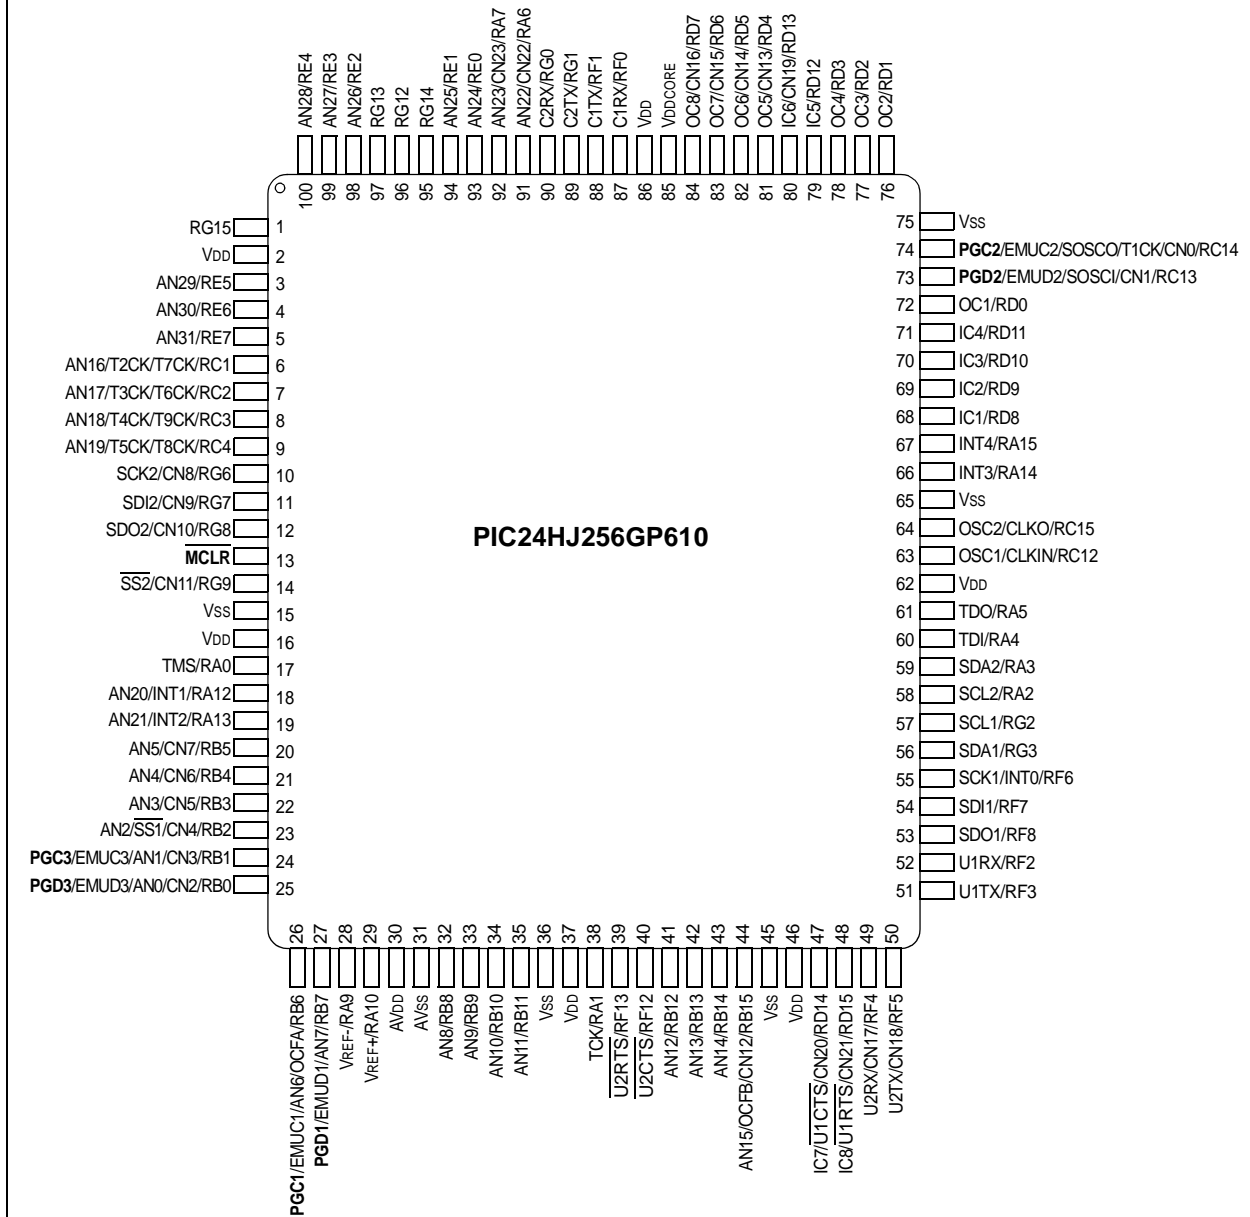 AN28/RE4
AN27/RE3
AN26/RE2
RG13
RG12
RG14
AN25/RE1
AN24/RE0
AN23/CN23/RA7
AN22/CN22/RA6
C2RX/RG0
C2TX/RG1
C1TX/RF1
C1RX/RF0
VDD
VDDCORE
OC8/CN16/RD7
OC7/CN15/RD6
OC6/CN14/RD5
OC5/CN13/RD4
IC6/CN19/RD13
IC5/RD12
OC4/RD3
OC3/RD2
OC2/RD1
100
99
98
97
96
95
94
93
92
91
90
89
88
87
86
85
84
83
82
81
80
79
78
77
76
RG15 1
VDD 2
AN29/RE5 3
AN30/RE6 4
AN31/RE7 5
AN16/T2CK/T7CK/RC1 6
AN17/T3CK/T6CK/RC2 7
AN18/T4CK/T9CK/RC3 8
AN19/T5CK/T8CK/RC4 9
SCK2/CN8/RG6 10
SDI2/CN9/RG7 11
SDO2/CN10/RG8 12
MCLR 13
SS2/CN11/RG9 14
VSS 15
VDD 16
TMS/RA0 17
AN20/INT1/RA12 18
AN21/INT2/RA13 19
AN5/CN7/RB5 20
AN4/CN6/RB4 21
AN3/CN5/RB3 22
AN2/SS1/CN4/RB2 23
PGC3/EMUC3/AN1/CN3/RB1 24
PGD3/EMUD3/AN0/CN2/RB0 25
PIC24HJ256GP610
75 VSS
74 PGC2/EMUC2/SOSCO/T1CK/CN0/RC14
73 PGD2/EMUD2/SOSCI/CN1/RC13
72 OC1/RD0
71 IC4/RD11
70 IC3/RD10
69 IC2/RD9
68 IC1/RD8
67 INT4/RA15
66 INT3/RA14
65 VSS
64 OSC2/CLKO/RC15
63 OSC1/CLKIN/RC12
62 VDD
61 TDO/RA5
60 TDI/RA4
59 SDA2/RA3
58 SCL2/RA2
57 SCL1/RG2
56 SDA1/RG3
55 SCK1/INT0/RF6
54 SDI1/RF7
53 SDO1/RF8
52 U1RX/RF2
51 U1TX/RF3
26
27
28
29
30
31
32
33
34
35
36
37
38
39
40
41
42
43
44
45
46
47
48
49
50
PGC1/EMUC1/AN6/OCFA/RB6
PGD1/EMUD1/AN7/RB7
VREF-/RA9
VREF+/RA10
AVDD
AVSS
AN8/RB8
AN9/RB9
AN10/RB10
AN11/RB11
VSS
VDD
TCK/RA1
U2RTS/RF13
U2CTS/RF12
AN12/RB12
AN13/RB13
AN14/RB14
AN15/OCFB/CN12/RB15
VSS
VDD
IC7/U1CTS/CN20/RD14
IC8/U1RTS/CN21/RD15
U2RX/CN17/RF4
U2TX/CN18/RF5